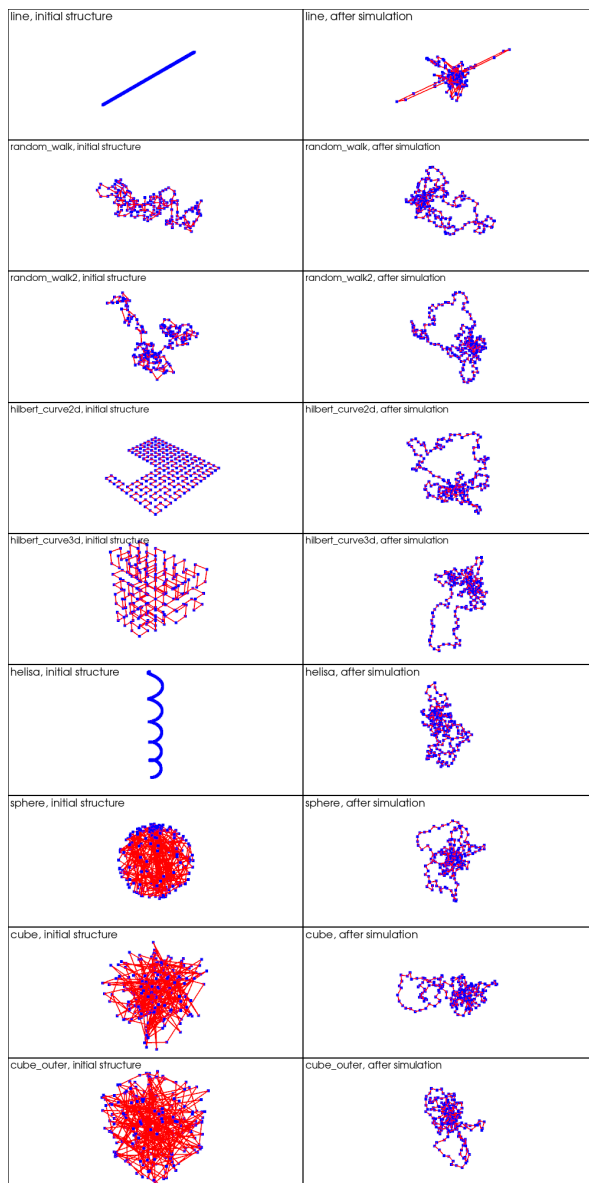 line, initial structure
line, after simulation
random_walk, initial structure
random_walk, after simulation
random_walk2, initial structure
random_walk2, after simulation
hilbert_curve2d, initial structure
hilbert_curve2d, after simulation
hilbert_curve3d, initial structure
hilbert_curve3d, after simulation
helisa, initial structure
helisa, after simulation
sphere, initial structure
sphere, after simulation
cube, initial structure
cube, after simulation
cube_outer, initial structure
cube_outer, after simulation